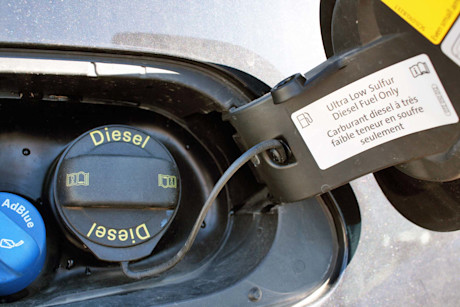 Diesel
Diesel
AdBlue
Ultra Low Sulfur
Diesel Fuel Only
Carburant diesel à très
faible teneur en soufre
seulement